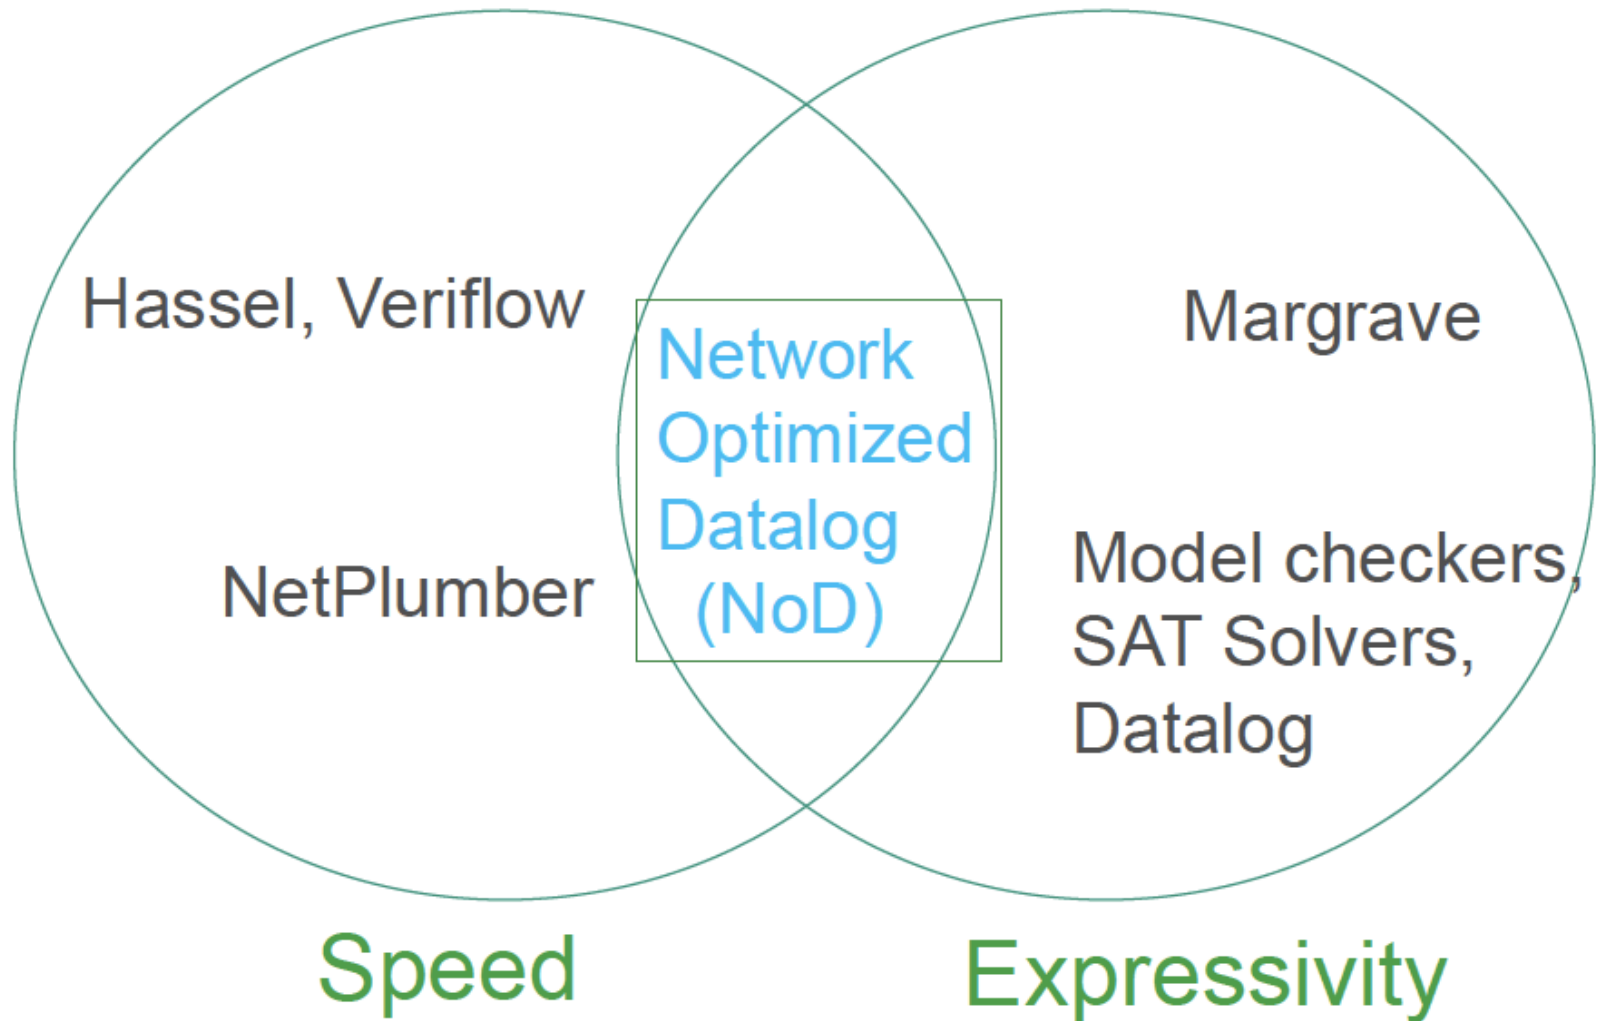 Hassel, Veriflow
NetPlumber
Network
Optimized
Datalog
(NoD)
Margrave
Model checkers,
SAT Solvers,
Datalog
Speed
Expressivity